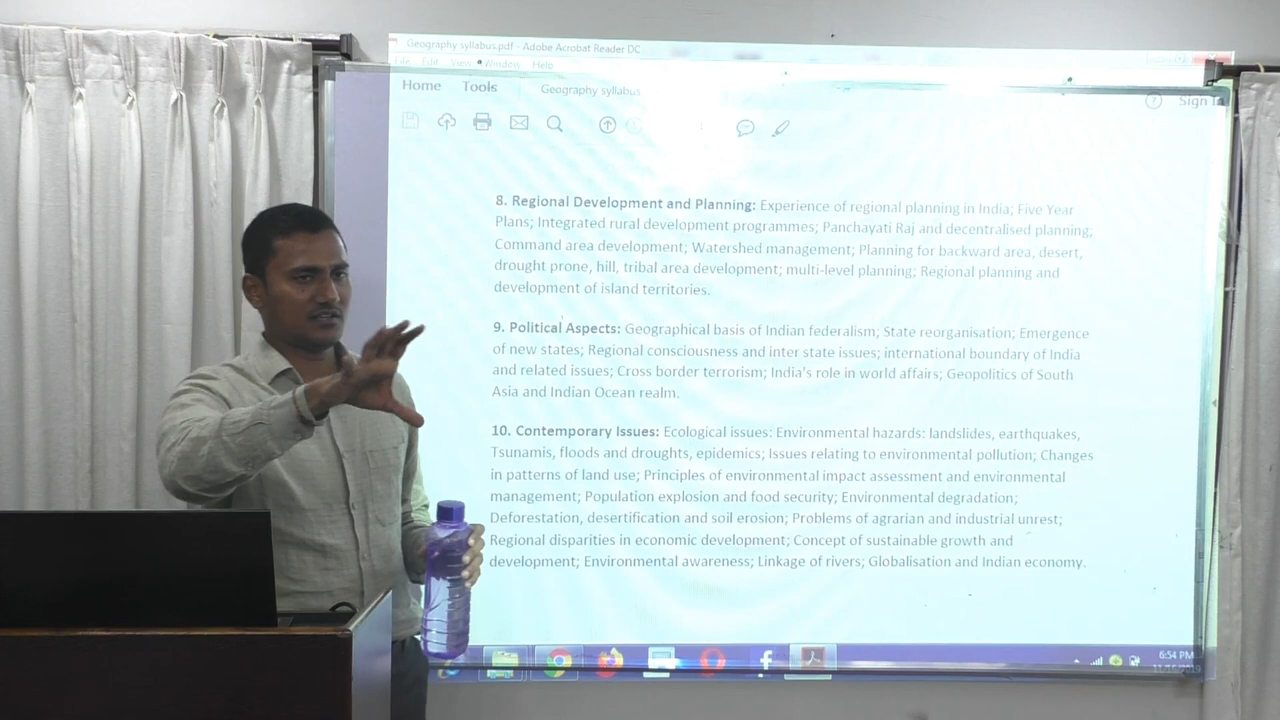 Geography syllabus.pdf - Adobe Acrobat Reader DC
File Edit View Window Help
Home Tools Geography syllabus
Sign In
8. Regional Development and Planning: Experience of regional planning in India; Five Year
Plans; Integrated rural development programmes; Panchayati Raj and decentralised planning,
Command area development; Watershed management; Planning for backward area, desert,
drought prone, hill, tribal area development; multi-level planning; Regional planning and
development of island territories.
9. Political Aspects: Geographical basis of Indian federalism; State reorganisation; Emergence
of new states; Regional consciousness and inter state issues; international boundary of India
and related issues; Cross border terrorism; India's role in world affairs; Geopolitics of South
Asia and Indian Ocean realm.
10. Contemporary Issues: Ecological issues: Environmental hazards: landslides, earthquakes,
Tsunamis, floods and droughts, epidemics; Issues relating to environmental pollution; Changes
in patterns of land use; Principles of environmental impact assessment and environmental
management; Population explosion and food security; Environmental degradation;
Deforestation, desertification and soil erosion; Problems of agrarian and industrial unrest;
Regional disparities in economic development; Concept of sustainable growth and
development; Environmental awareness; Linkage of rivers; Globalisation and Indian economy.
6:54 PM